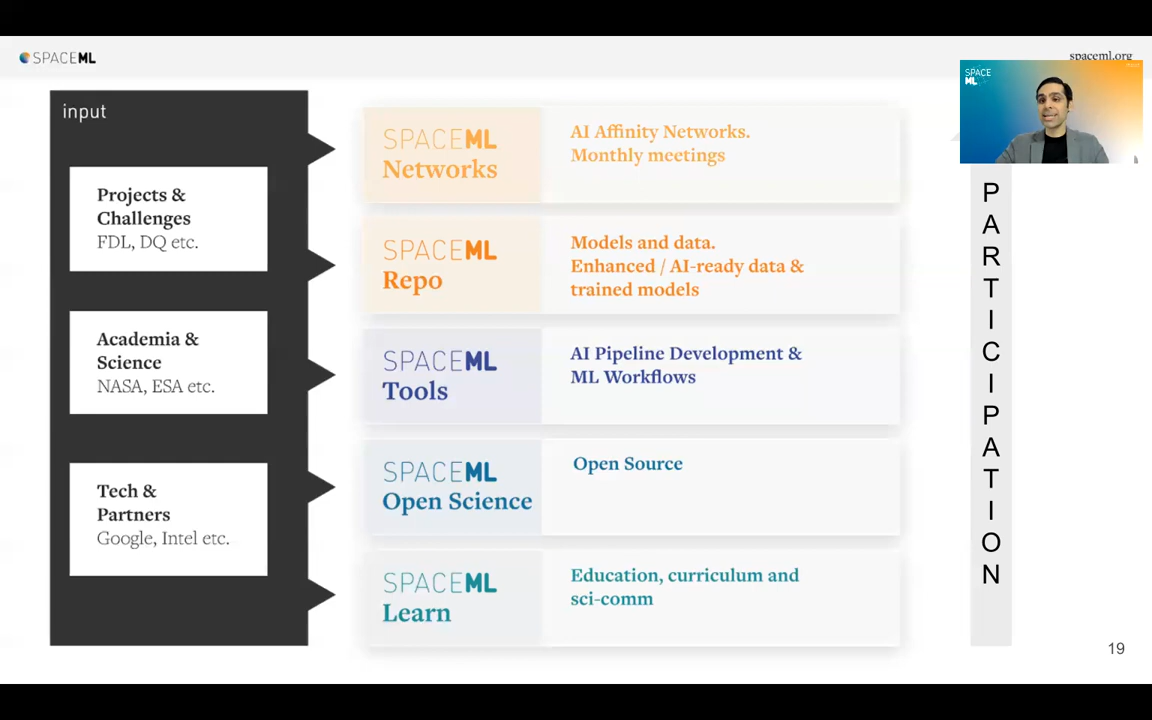 SPACEML
spaceml.org
input
Projects &
Challenges
FDL, DQ etc.
Academia &
Science
NASA, ESA etc.
Tech &
Partners
Google, Intel etc.
SPACEML
Networks
AI Affinity Networks.
Monthly meetings
SPACEML
Repo
Models and data.
Enhanced / AI-ready data &
trained models
SPACEML
Tools
AI Pipeline Development &
ML Workflows
SPACEML
Open Science
Open Source
SPACEML
Learn
Education, curriculum and
sci-comm
SPACE
ML
PARTICIPATION
19